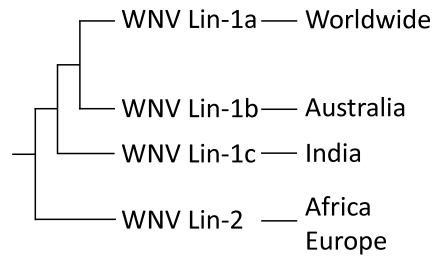 WNV Lin-1a Worldwide
WNV Lin-1b Australia
WNV Lin-1c India
WNV Lin-2 Africa
Europe